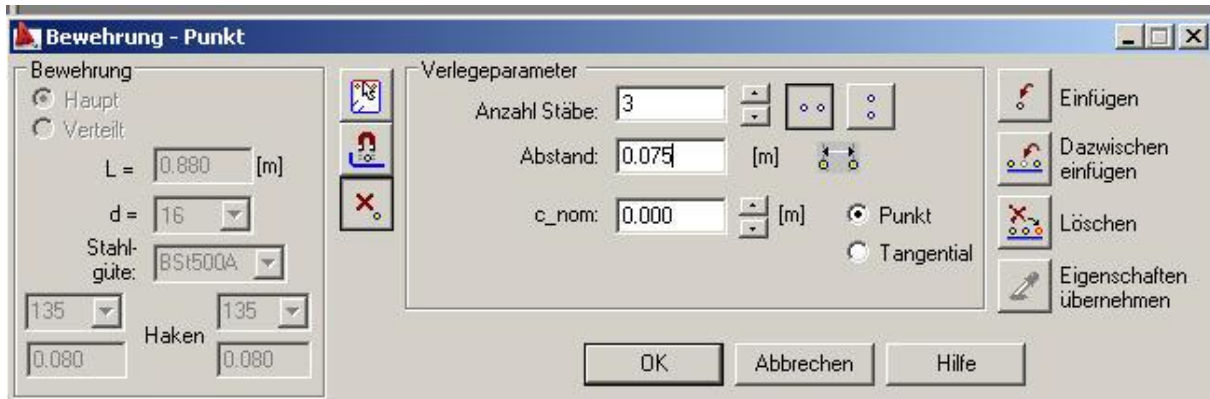 Bewehrung - Punkt
Bewehrung
Haupt
Verteilt
L = 0.880 [m]
d = 16
Stahl-
güte: BSt500A
135 135
Haken
0.080 0.080
Verlegeparameter
Anzahl Stäbe: 3
Abstand: 0.075 [m]
c_nom: 0.000 [m]
Punkt
Tangential
Einfügen
Dazwischen
einfügen
Löschen
Eigenschaften
übernehmen
OK Abbrechen Hilfe